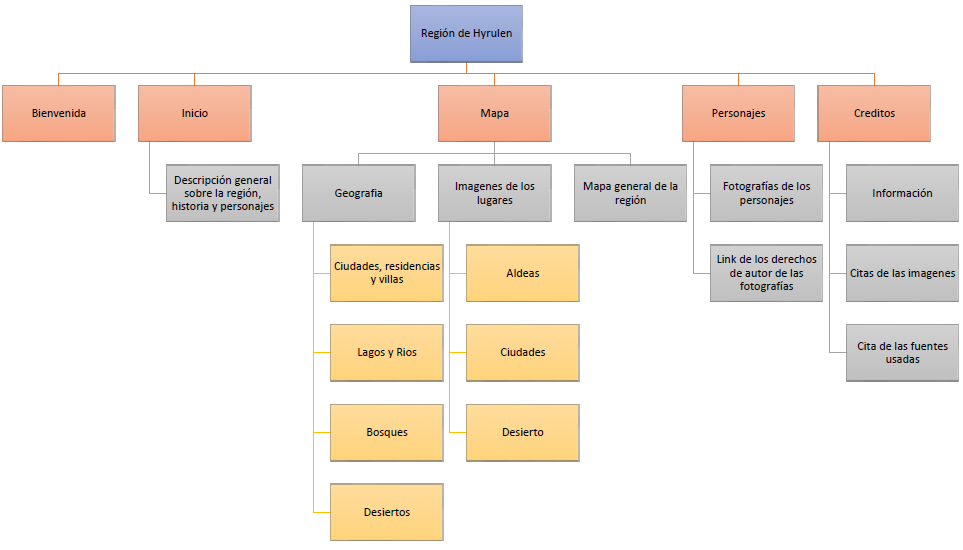 Región de Hyrulen
Bienvenida
Inicio
Mapa
Personajes
Creditos
Descripción general
sobre la región,
historia y personajes
Geografia
Imagenes de los
lugares
Mapa general de la
región
Fotografías de los
personajes
Información
Ciudades, residencias
y villas
Aldeas
Link de los derechos
de autor de las
fotografías
Citas de las imagenes
Lagos y Rios
Ciudades
Cita de las fuentes
usadas
Bosques
Desierto
Desiertos